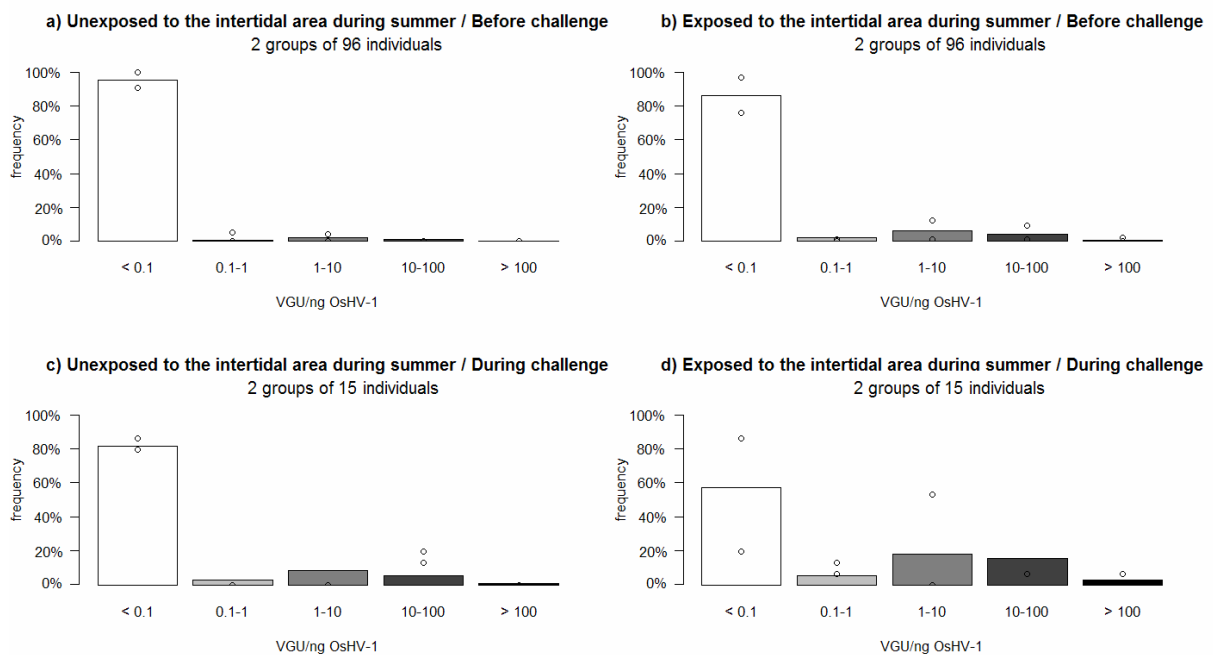 a) Unexposed to the intertidal area during summer / Before challenge
2 groups of 96 individuals
100%
80%
60%
40%
20%
0%
frequency
< 0.1
0.1-1
1-10
10-100
> 100
VGU/ng OsHV-1
b) Exposed to the intertidal area during summer / Before challenge
2 groups of 96 individuals
100%
80%
60%
40%
20%
0%
frequency
< 0.1
0.1-1
1-10
10-100
> 100
VGU/ng OsHV-1
c) Unexposed to the intertidal area during summer / During challenge
2 groups of 15 individuals
100%
80%
60%
40%
20%
0%
frequency
< 0.1
0.1-1
1-10
10-100
> 100
VGU/ng OsHV-1
d) Exposed to the intertidal area during summer / During challenge
2 groups of 15 individuals
100%
80%
60%
40%
20%
0%
frequency
< 0.1
0.1-1
1-10
10-100
> 100
VGU/ng OsHV-1